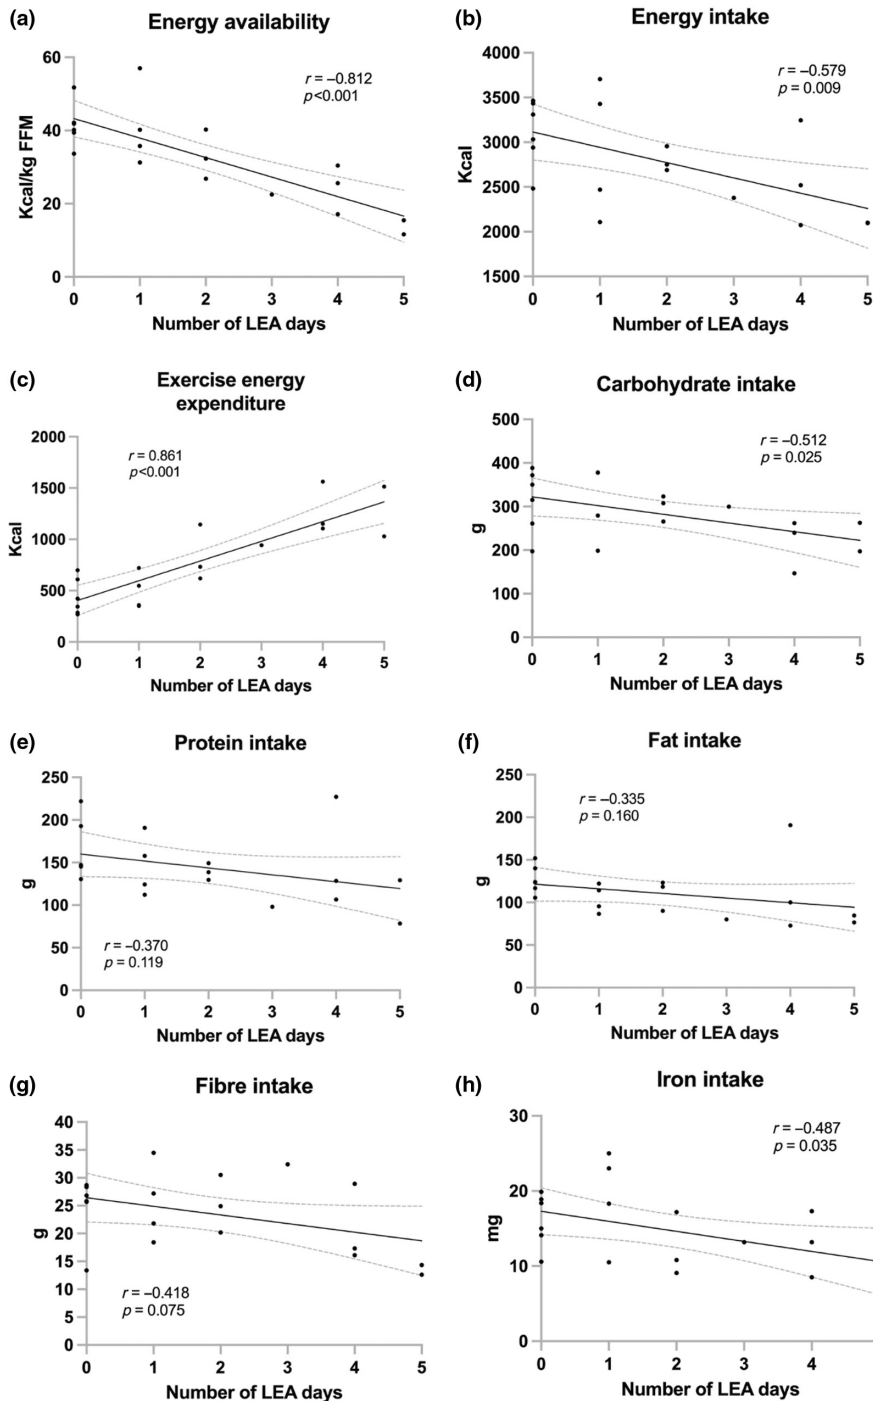 (a)
Energy availability
r = –0.812
p<0.001
Kcal/kg FFM
60
40
20
0
0 1 2 3 4 5
Number of LEA days
(b)
Energy intake
r = –0.579
p = 0.009
Kcal
4000
3500
3000
2500
2000
1500
0 1 2 3 4 5
Number of LEA days
(c)
Exercise energy
expenditure
r = 0.861
p<0.001
Kcal
2000
1500
1000
500
0
0 1 2 3 4 5
Number of LEA days
(d)
Carbohydrate intake
r = –0.512
p = 0.025
g
500
400
300
200
100
0
0 1 2 3 4 5
Number of LEA days
(e)
Protein intake
r = –0.370
p = 0.119
g
250
200
150
100
50
0
0 1 2 3 4 5
Number of LEA days
(f)
Fat intake
r = –0.335
p = 0.160
g
250
200
150
100
50
0
0 1 2 3 4 5
Number of LEA days
(g)
Fibre intake
r = –0.418
p = 0.075
g
40
35
30
25
20
15
10
5
0
0 1 2 3 4 5
Number of LEA days
(h)
Iron intake
r = –0.487
p = 0.035
mg
30
20
10
0
0 1 2 3 4
Number of LEA days